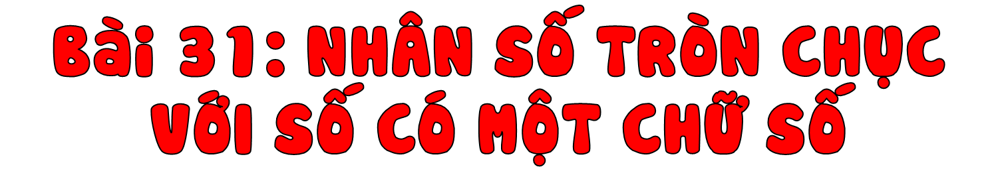 Bài 31: NHÂN SỐ TRÒN CHỤC
VỚI SỐ CÓ MỘT CHỮ SỐ